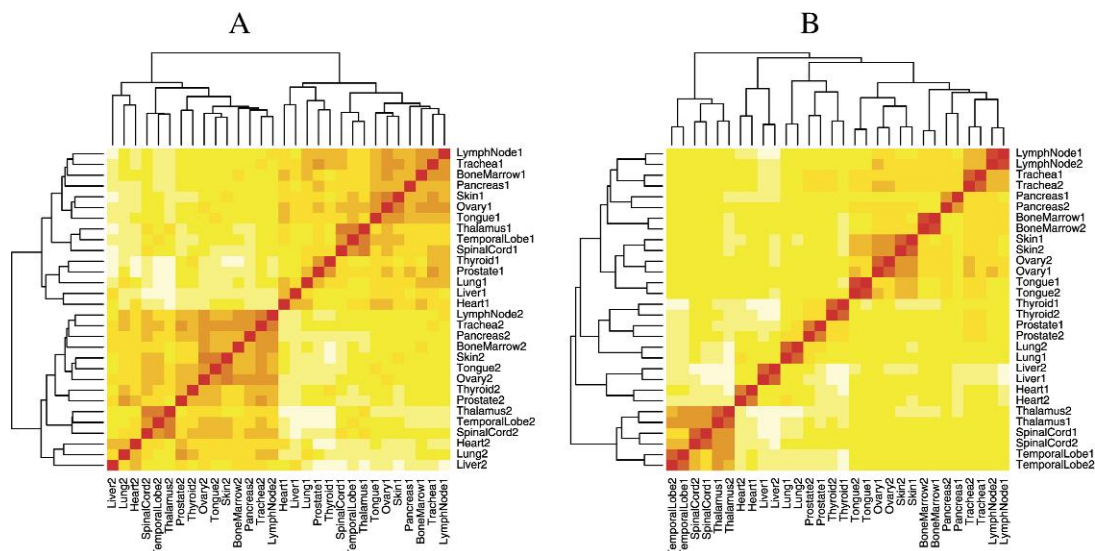 A
B
LymphNode1
Trachea1
BoneMarrow1
Pancreas1
Skin1
Ovary1
Tongue1
Thalamus1
TemporalLobe1
SpinalCord1
Thyroid1
Prostate1
Lung1
Liver1
Heart1
LymphNode2
Trachea2
Pancreas2
BoneMarrow2
Skin2
Tongue2
Ovary2
Thyroid2
Prostate2
Thalamus2
TemporalLobe2
SpinalCord2
Heart2
Lung2
Liver2
Liver2
Lung2
Heart2
SpinalCord2
TemporalLobe2
Thalamus2
Prostate2
Thyroid2
Ovary2
Tongue2
Skin2
BoneMarrow2
Pancreas2
Trachea2
LymphNode2
Heart1
Liver1
Lung1
Prostate1
Thyroid1
SpinalCord1
TemporalLobe1
Thalamus1
Tongue1
Ovary1
Skin1
Pancreas1
BoneMarrow1
Trachea1
LymphNode1
LymphNode1
LymphNode2
Trachea1
Trachea2
Pancreas1
Pancreas2
BoneMarrow1
BoneMarrow2
Skin1
Skin2
Ovary2
Ovary1
Tongue1
Tongue2
Thyroid1
Thyroid2
Prostate1
Prostate2
Lung2
Lung1
Liver2
Liver1
Heart1
Heart2
Thalamus2
Thalamus1
SpinalCord1
SpinalCord2
TemporalLobe1
TemporalLobe2
TemporalLobe2
TemporalLobe1
SpinalCord2
SpinalCord1
Thalamus1
Thalamus2
Heart2
Heart1
Liver1
Liver2
Lung1
Lung2
Prostate2
Prostate1
Thyroid2
Thyroid1
Tongue2
Tongue1
Ovary1
Ovary2
Skin2
Skin1
BoneMarrow2
BoneMarrow1
Pancreas2
Pancreas1
Trachea2
Trachea1
LymphNode2
LymphNode1